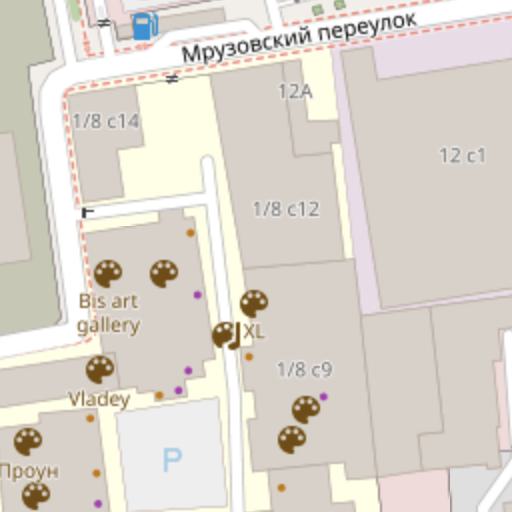 Мрузовский переулок
12А
1/8 с14
12 с1
1/8 с12
Bis art
gallery
J XL
1/8 с9
Vladey
P
Проун